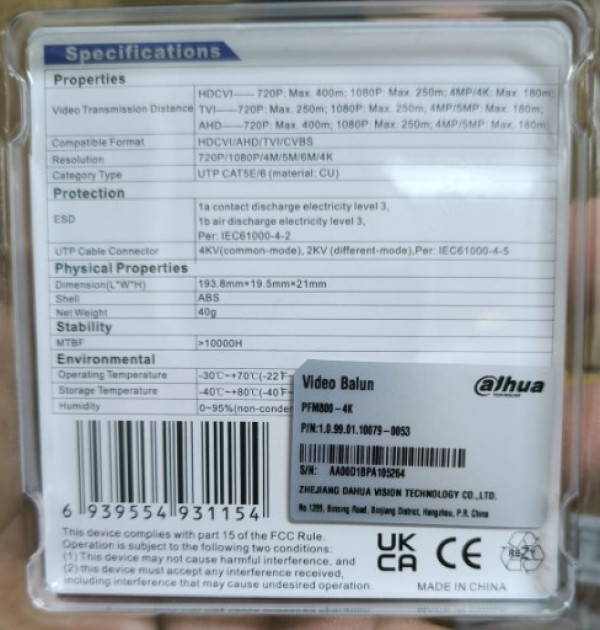 Specifications
Properties
Video Transmission Distance
HDCVI—— 720P: Max. 400m; 1080P: Max. 250m; 4MP/4K: Max. 180m;
TVI——720P: Max. 250m; 1080P: Max. 250m; 4MP/5MP: Max. 180m;
AHD——720P: Max. 400m; 1080P: Max. 250m; 4MP/5MP: Max. 180m;
Compatible Format HDCVI/AHD/TVI/CVBS
Resolution 720P/1080P/4M/5M/6M/4K
Category Type UTP CAT5E/6 (material: CU)
Protection
ESD
1a contact discharge electricity level 3,
1b air discharge electricity level 3,
Per: IEC61000-4-2
UTP Cable Connector 4KV(common-mode), 2KV (different-mode),Per: IEC61000-4-5
Physical Properties
Dimension(L*W*H) 193.8mm×19.5mm×21mm
Shell ABS
Net Weight 40g
Stability
MTBF >10000H
Environmental
Operating Temperature -30℃~+70℃(-22℉
Storage Temperature -40℃~+80℃(-40℉
Humidity 0~95%(non-conden
Video Balun
alhua
TECHNOLOGY
PFM800-4K
P/N:1.0.99.01.10079-0053
S/N: AA00D1BPA105264
ZHEJIANG DAHUA VISION TECHNOLOGY CO.,LTD.
No.1289, Binxing Road, Binjiang District, Hangzhou, P.R. China
6 939554 931154
This device complies with part 15 of the FCC Rule.
Operation is subject to the following two conditions:
(1) This device may not cause harmful interference, and
(2) this device must accept any interference received,
including interference that may cause undesired operation.
UK
CA
CE
MADE IN CHINA